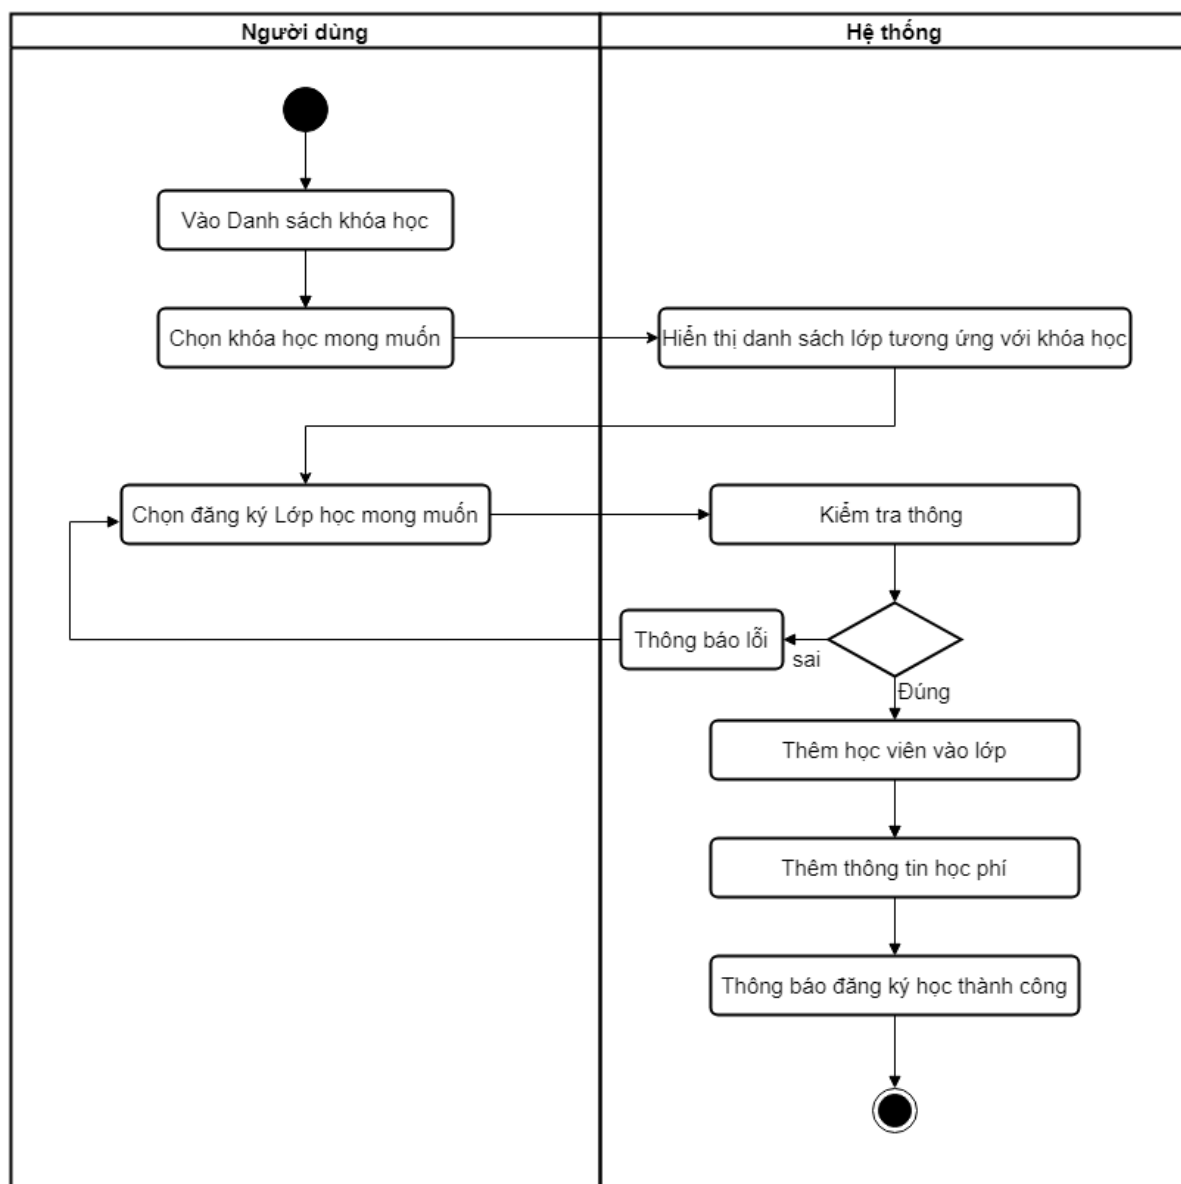 Người dùng
Hệ thống
Vào Danh sách khóa học
Chọn khóa học mong muốn
Hiển thị danh sách lớp tương ứng với khóa học
Chọn đăng ký Lớp học mong muốn
Kiểm tra thông
Thông báo lỗi
sai
Đúng
Thêm học viên vào lớp
Thêm thông tin học phí
Thông báo đăng ký học thành công